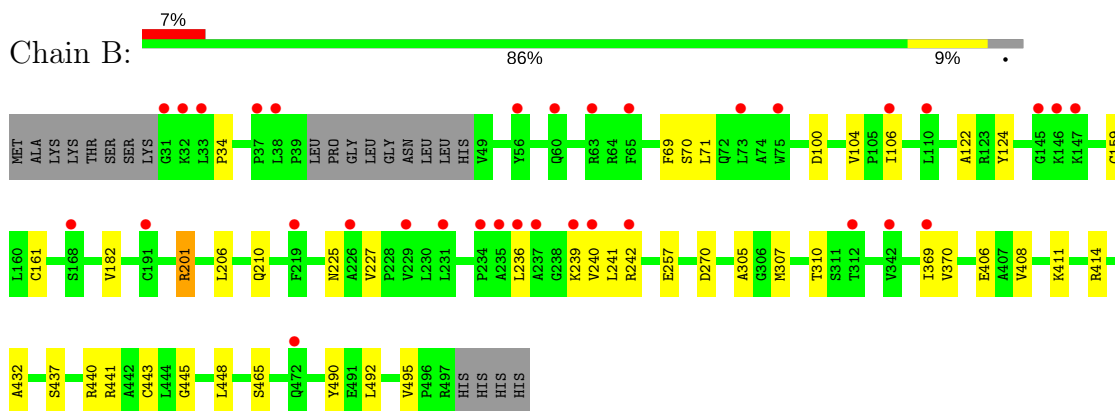 7%
Chain B:
86% 9% •
MET ALA LYS LYS THR SER SER LYS G31 K32 L33 P34 P37 L38 P39 LEU PRO GLY LEU LEU GLY ASN LEU LEU HIS V49 Y56 Q60 R63 R64 F65 F69 S70 L71 Q72 L73 A74 W75 D100 V104 P105 I106 L110 A122 R123 Y124 G145 K146 K147 C159
L160 C161 S168 V182 C191 R201 L206 Q210 F219 N225 A226 V227 P228 V229 L230 L231 P234 A235 L236 A237 G238 K239 V240 L241 R242 E257 D270 A305 G306 M307 T310 S311 T312 V342 I369 V370 E406 A407 V408 K411 R414
A432 S437 R440 R441 A442 C443 L444 G445 L448 S465 Q472 Y490 E491 L492 V495 P496 R497 HIS HIS HIS HIS